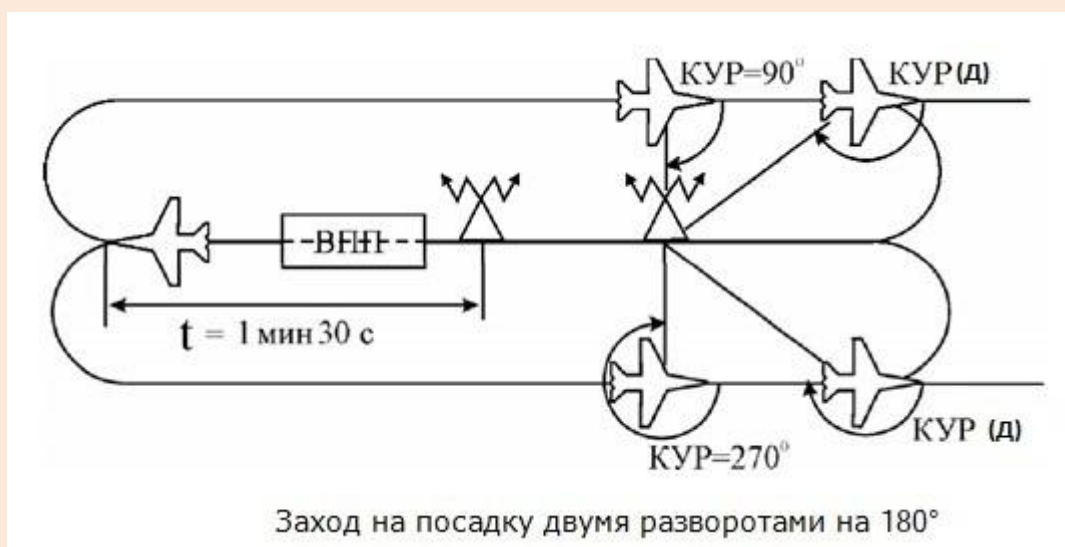 КУР=90°
КУР(д)
ВПП
t = 1 мин 30 с
КУР (д)
КУР=270°
Заход на посадку двумя разворотами на 180°